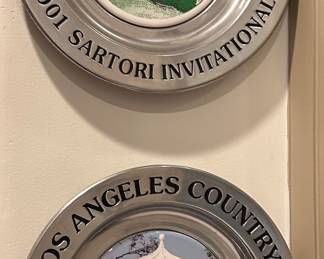 001 SARTORI INVITATIONAL
OS ANGELES COUNTRY